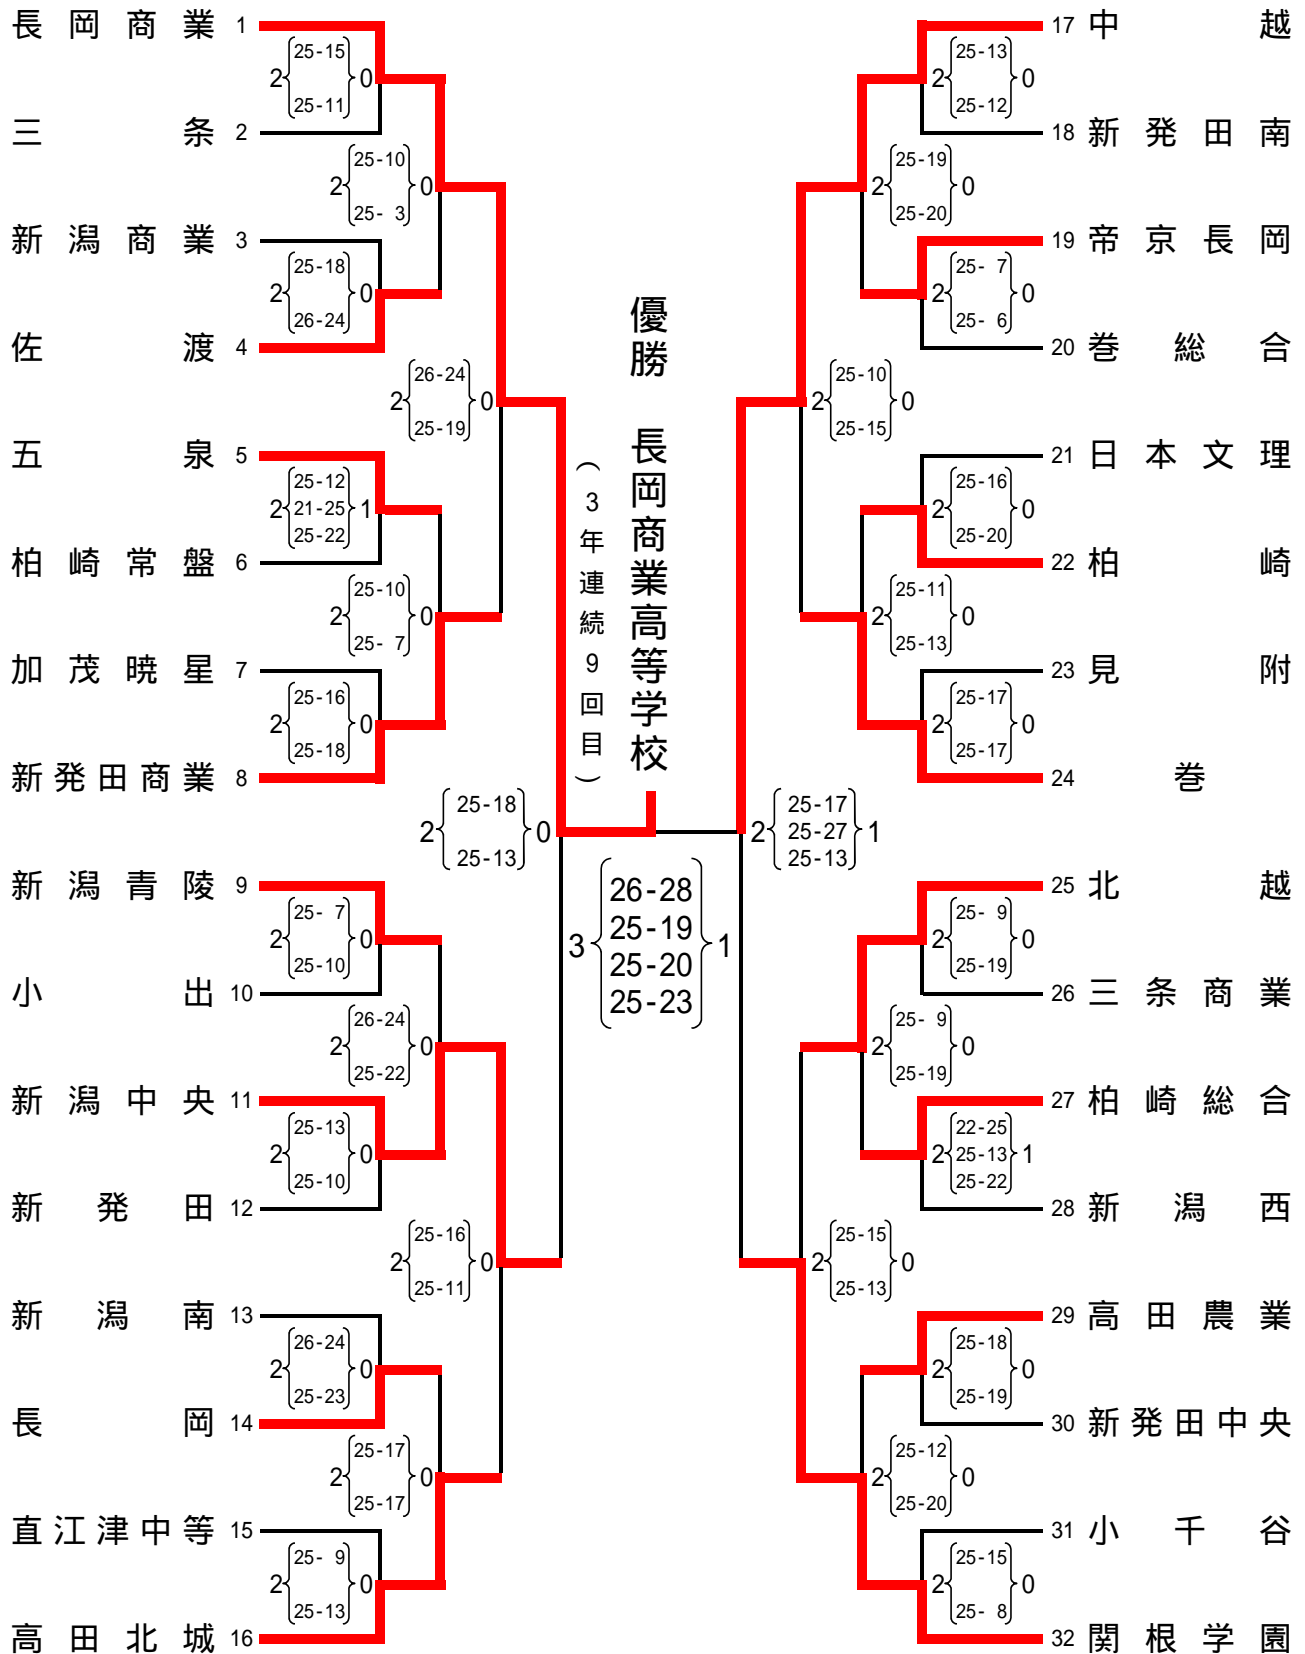 長岡商業 1
25-15
2 0
25-11
三条 2
25-10
2 0
25- 3
新潟商業 3
25-18
2 0
26-24
佐渡 4
26-24
2 0
25-19
五泉 5
25-12
2 21-25 1
25-22
柏崎常盤 6
25-10
2 0
25- 7
加茂暁星 7
25-16
2 0
25-18
新発田商業 8
25-18
2 0
25-13
新潟青陵 9
25- 7
2 0
25-10
小出 10
26-24
2 0
25-22
新潟中央 11
25-13
2 0
25-10
新発田 12
25-16
2 0
25-11
新潟南 13
26-24
2 0
25-23
長岡 14
25-17
2 0
25-17
直江津中等 15
25- 9
2 0
25-13
高田北城 16
優勝 長岡商業高等学校
(3年連続9回目)
26-28
25-19
3 1
25-20
25-23
17 中越
25-13
2 0
25-12
18 新発田南
25-19
2 0
25-20
19 帝京長岡
25- 7
2 0
25- 6
20 巻総合
25-10
2 0
25-15
21 日本文理
25-16
2 0
25-20
22 柏崎
25-11
2 0
25-13
23 見附
25-17
2 0
25-17
24 巻
25-17
2 25-27 1
25-13
25 北越
25- 9
2 0
25-19
26 三条商業
25- 9
2 0
25-19
27 柏崎総合
22-25
2 25-13 1
25-22
28 新潟西
25-15
2 0
25-13
29 高田農業
25-18
2 0
25-19
30 新発田中央
25-12
2 0
25-20
31 小千谷
25-15
2 0
25- 8
32 関根学園